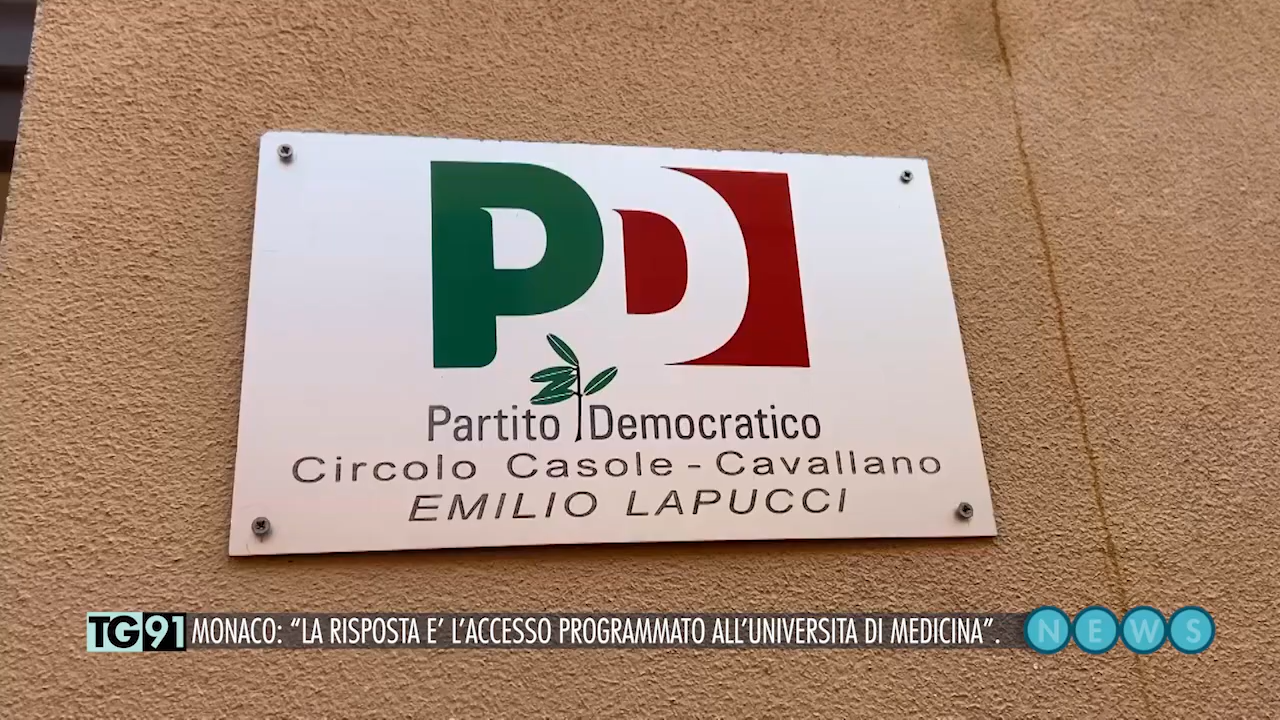 PD
Partito Democratico
Circolo Casole - Cavallano
EMILIO LAPUCCI
TG91 MONACO: “LA RISPOSTA E’ L’ACCESSO PROGRAMMATO ALL’UNIVERSITA DI MEDICINA”. NEWS